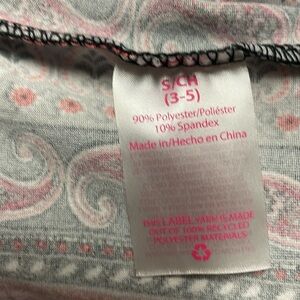 S/CH
(3-5)
90% Polyester/Poliéster
10% Spandex
Made in/Hecho en China
THIS LABEL YARN IS MADE
OUT OF 100% RECYCLED
POLYESTER MATERIALS